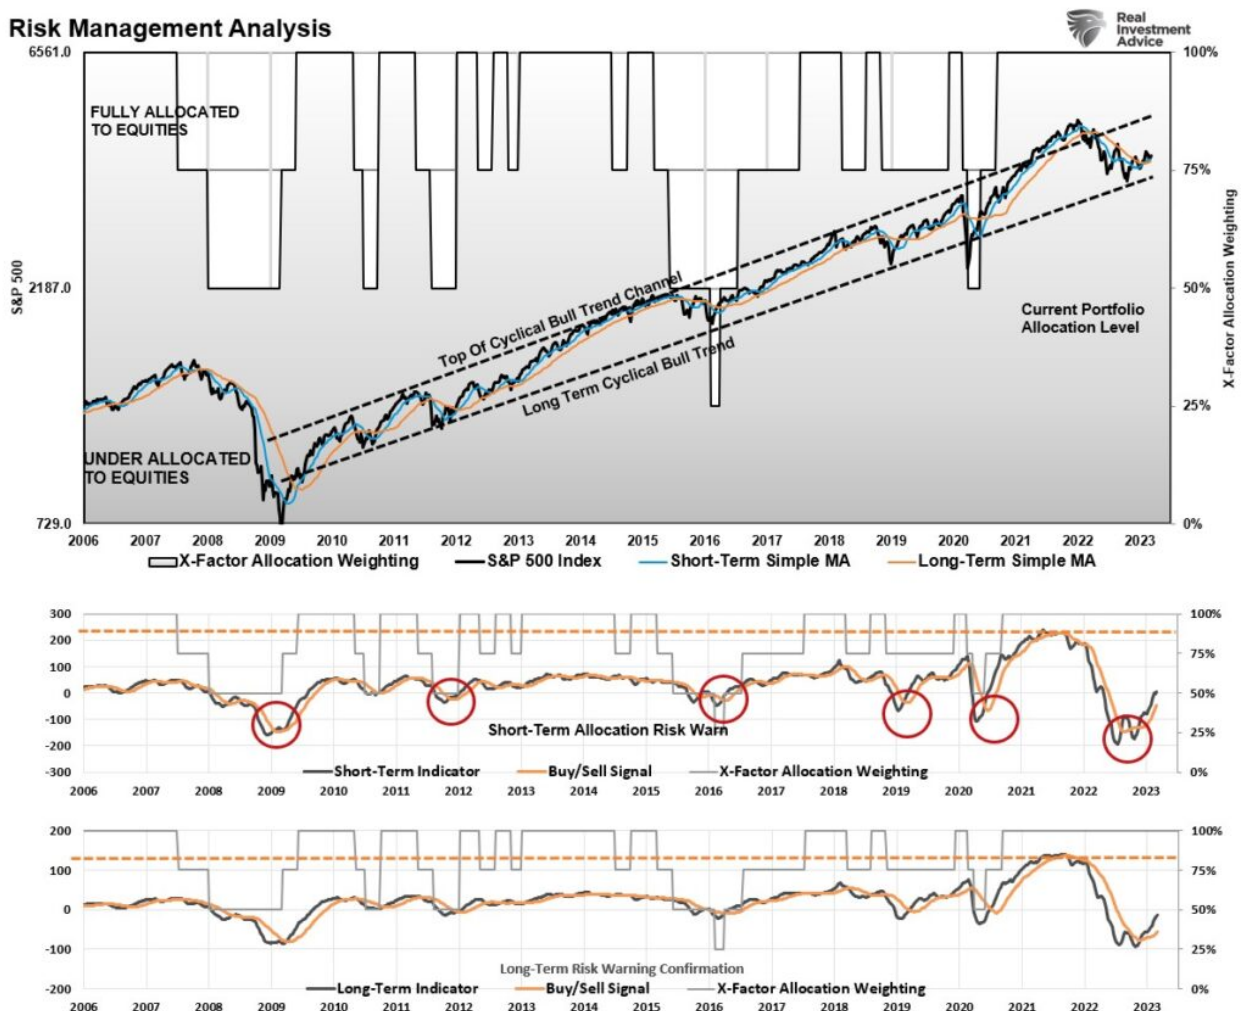 Risk Management Analysis
Real
Investment
Advice
6561.0
100%
FULLY ALLOCATED
TO EQUITIES
75%
S&P 500
2187.0
Top Of Cyclical Bull Trend Channel
Long Term Cyclical Bull Trend
50%
Current Portfolio
Allocation Level
X-Factor Allocation Weighting
25%
UNDER ALLOCATED
TO EQUITIES
729.0
0%
2006 2007 2008 2009 2010 2011 2012 2013 2014 2015 2016 2017 2018 2019 2020 2021 2022 2023
X-Factor Allocation Weighting S&P 500 Index Short-Term Simple MA Long-Term Simple MA
300 100%
200
75%
100
0 50%
-100
Short-Term Allocation Risk Warn
25%
-200
-300 0%
Short-Term Indicator Buy/Sell Signal X-Factor Allocation Weighting
2006 2007 2008 2009 2010 2011 2012 2013 2014 2015 2016 2017 2018 2019 2020 2021 2022 2023
200 100%
100 75%
0 50%
-100 25%
Long-Term Risk Warning Confirmation
-200 0%
Long-Term Indicator Buy/Sell Signal X-Factor Allocation Weighting
2006 2007 2008 2009 2010 2011 2012 2013 2014 2015 2016 2017 2018 2019 2020 2021 2022 2023